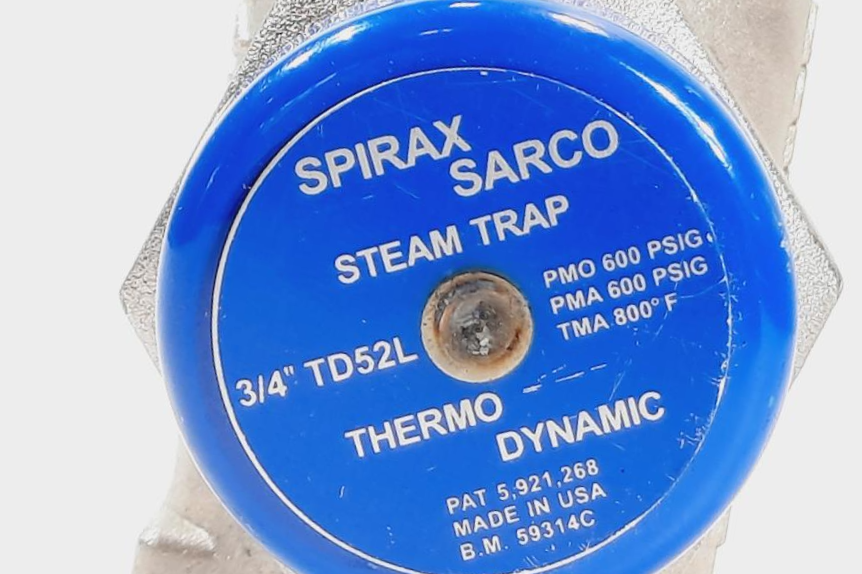 SPIRAX
SARCO
STEAM TRAP
PMO 600 PSIG
PMA 600 PSIG
TMA 800° F
3/4" TD52L
THERMO
DYNAMIC
PAT 5,921,268
MADE IN USA
B.M. 59314C